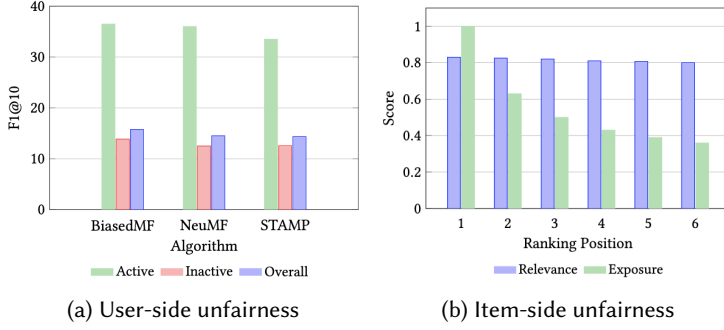 40
30
20
10
0
F1@10
BiasedMF NeuMF STAMP
Algorithm
Active Inactive Overall
(a) User-side unfairness
1
0.8
0.6
0.4
0.2
0
Score
1 2 3 4 5 6
Ranking Position
Relevance Exposure
(b) Item-side unfairness